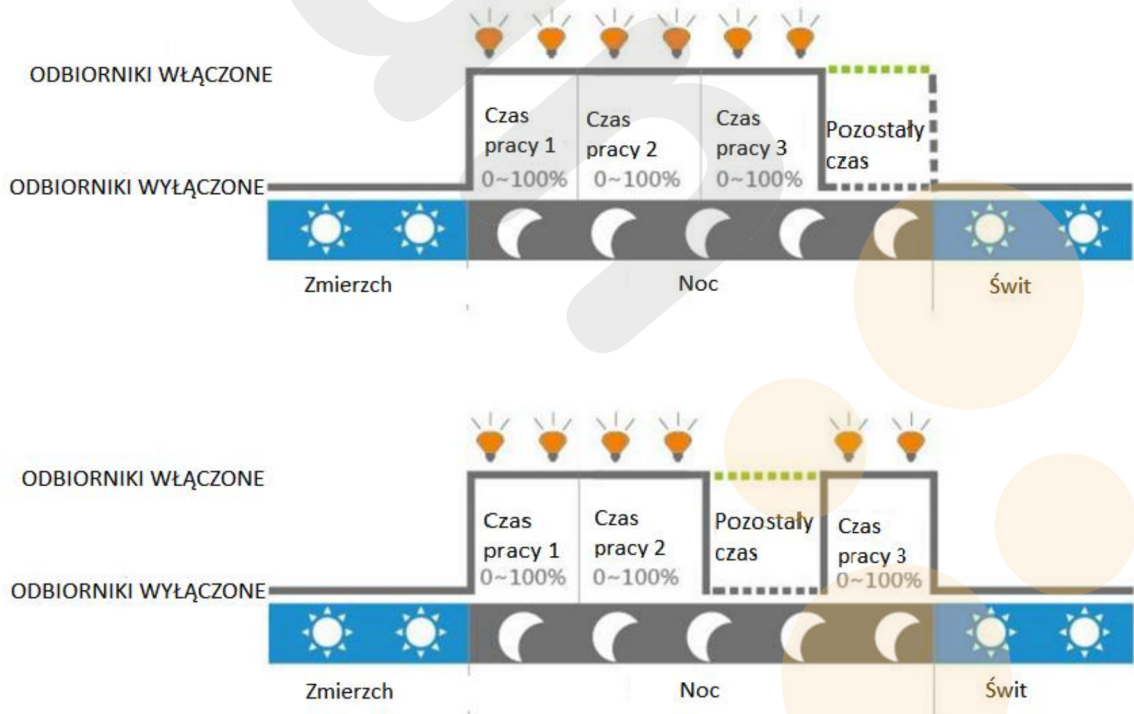 ODBIORNIKI WŁĄCZONE
Czas
pracy 1
0~100%
Czas
pracy 2
0~100%
Czas
pracy 3
0~100%
Pozostały
czas
ODBIORNIKI WYŁĄCZONE
Zmierzch
Noc
Świt
ODBIORNIKI WŁĄCZONE
Czas
pracy 1
0~100%
Czas
pracy 2
0~100%
Pozostały
czas
Czas
pracy 3
0~100%
ODBIORNIKI WYŁĄCZONE
Zmierzch
Noc
Świt